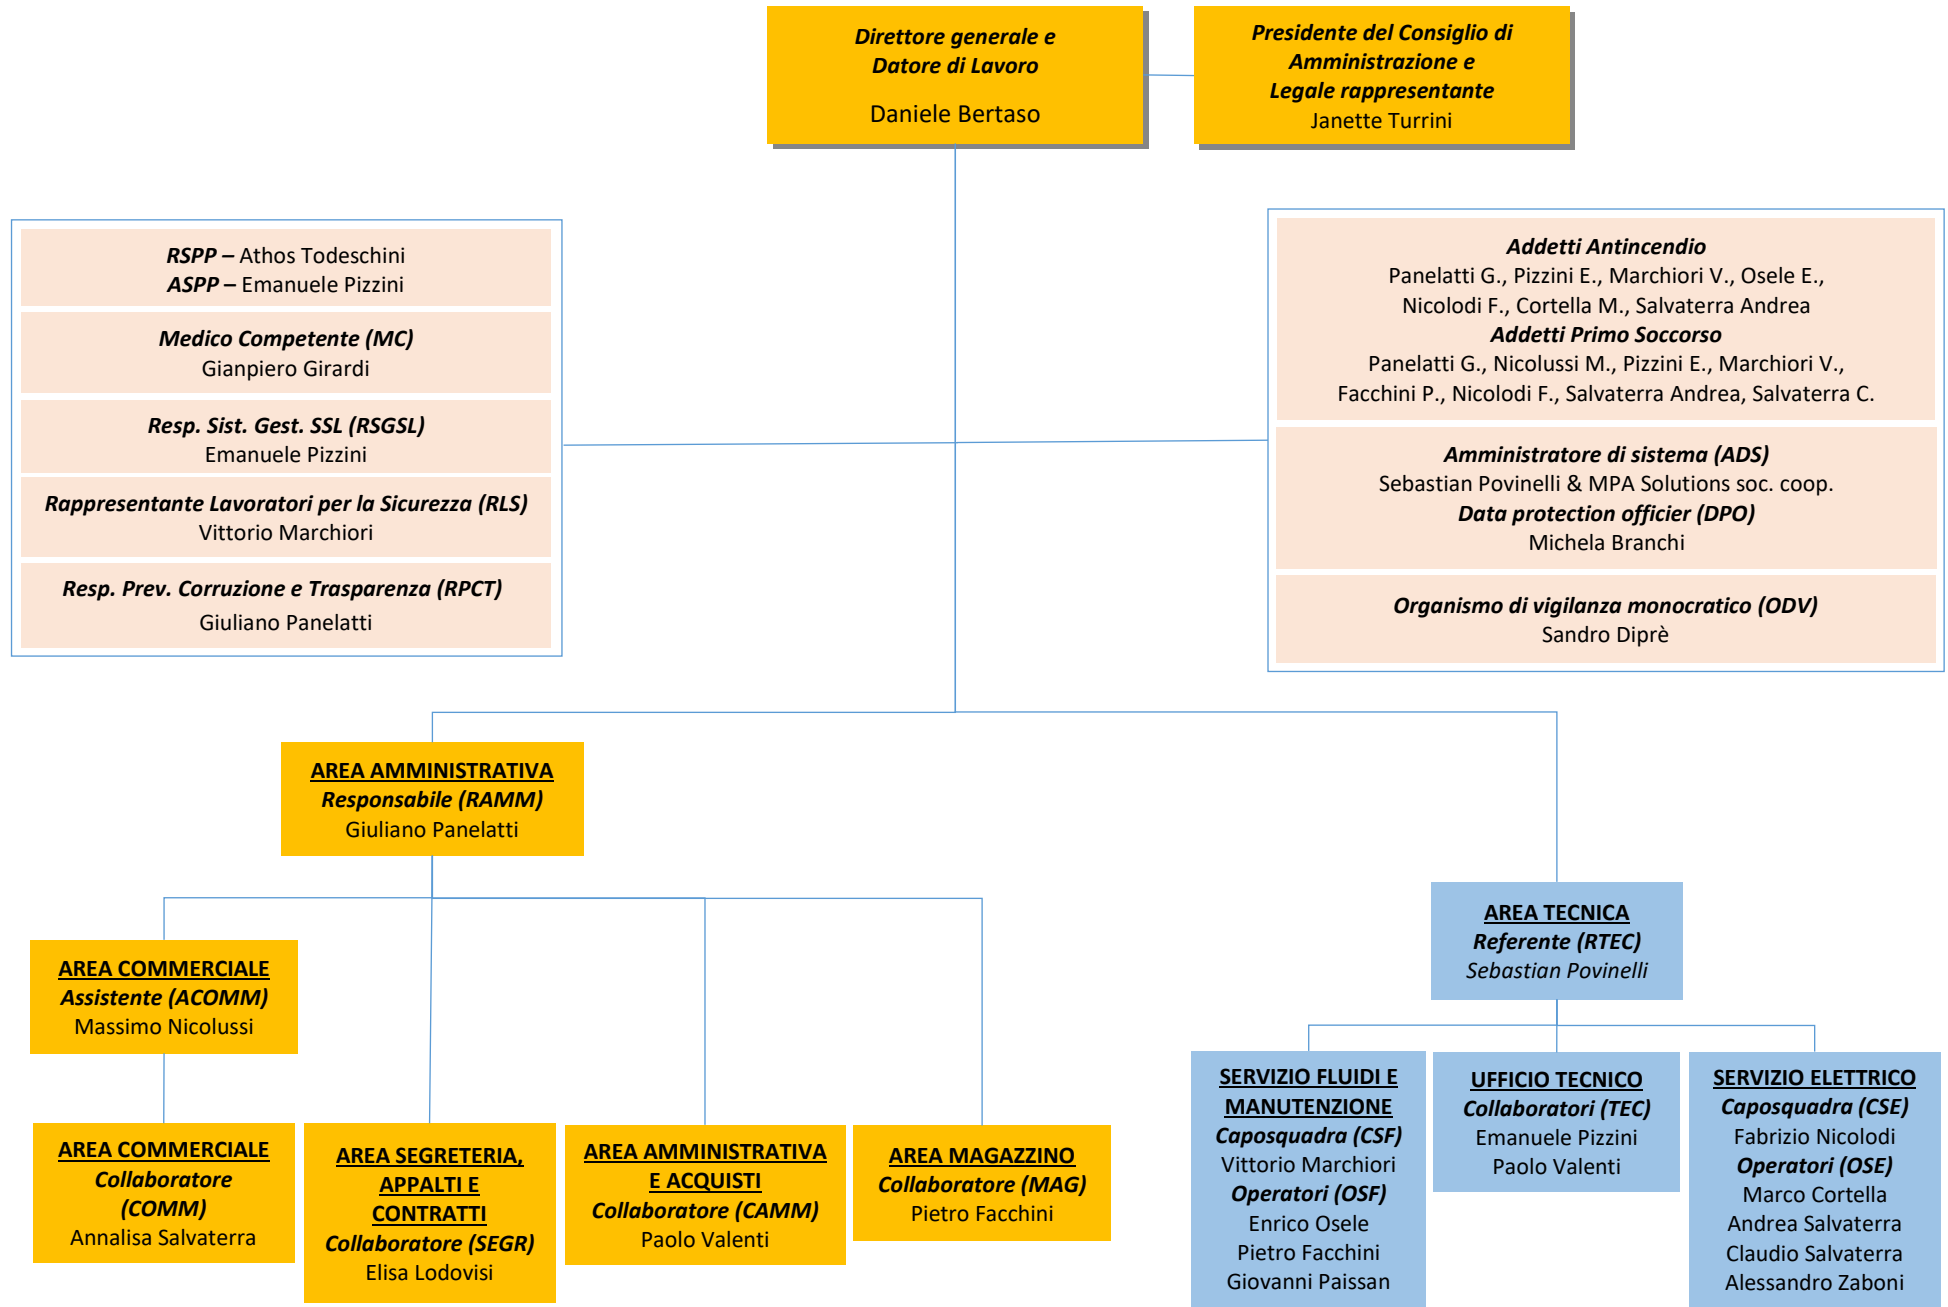 Direttore generale e
Datore di Lavoro
Daniele Bertaso
Presidente del Consiglio di
Amministrazione e
Legale rappresentante
Janette Turrini
RSPP – Athos Todeschini
ASPP – Emanuele Pizzini
Medico Competente (MC)
Gianpiero Girardi
Resp. Sist. Gest. SSL (RSGSL)
Emanuele Pizzini
Rappresentante Lavoratori per la Sicurezza (RLS)
Vittorio Marchiori
Resp. Prev. Corruzione e Trasparenza (RPCT)
Giuliano Panelatti
Addetti Antincendio
Panelatti G., Pizzini E., Marchiori V., Osele E.,
Nicolodi F., Cortella M., Salvaterra Andrea
Addetti Primo Soccorso
Panelatti G., Nicolussi M., Pizzini E., Marchiori V.,
Facchini P., Nicolodi F., Salvaterra Andrea, Salvaterra C.
Amministratore di sistema (ADS)
Sebastian Povinelli & MPA Solutions soc. coop.
Data protection officier (DPO)
Michela Branchi
Organismo di vigilanza monocratico (ODV)
Sandro Diprè
AREA AMMINISTRATIVA
Responsabile (RAMM)
Giuliano Panelatti
AREA COMMERCIALE
Assistente (ACOMM)
Massimo Nicolussi
AREA COMMERCIALE
Collaboratore
(COMM)
Annalisa Salvaterra
AREA SEGRETERIA,
APPALTI E
CONTRATTI
Collaboratore (SEGR)
Elisa Lodovisi
AREA AMMINISTRATIVA
E ACQUISTI
Collaboratore (CAMM)
Paolo Valenti
AREA MAGAZZINO
Collaboratore (MAG)
Pietro Facchini
AREA TECNICA
Referente (RTEC)
Sebastian Povinelli
SERVIZIO FLUIDI E
MANUTENZIONE
Caposquadra (CSF)
Vittorio Marchiori
Operatori (OSF)
Enrico Osele
Pietro Facchini
Giovanni Paissan
UFFICIO TECNICO
Collaboratori (TEC)
Emanuele Pizzini
Paolo Valenti
SERVIZIO ELETTRICO
Caposquadra (CSE)
Fabrizio Nicolodi
Operatori (OSE)
Marco Cortella
Andrea Salvaterra
Claudio Salvaterra
Alessandro Zaboni